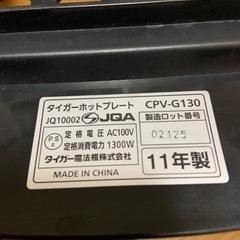 タイガーホットプレート CPV-G130
JQ10002 JQA 製造ロット番号
PSE 定格電圧 AC100V 02125
定格消費電力 1300W
タイガー魔法瓶株式会社 11年製
MADE IN CHINA